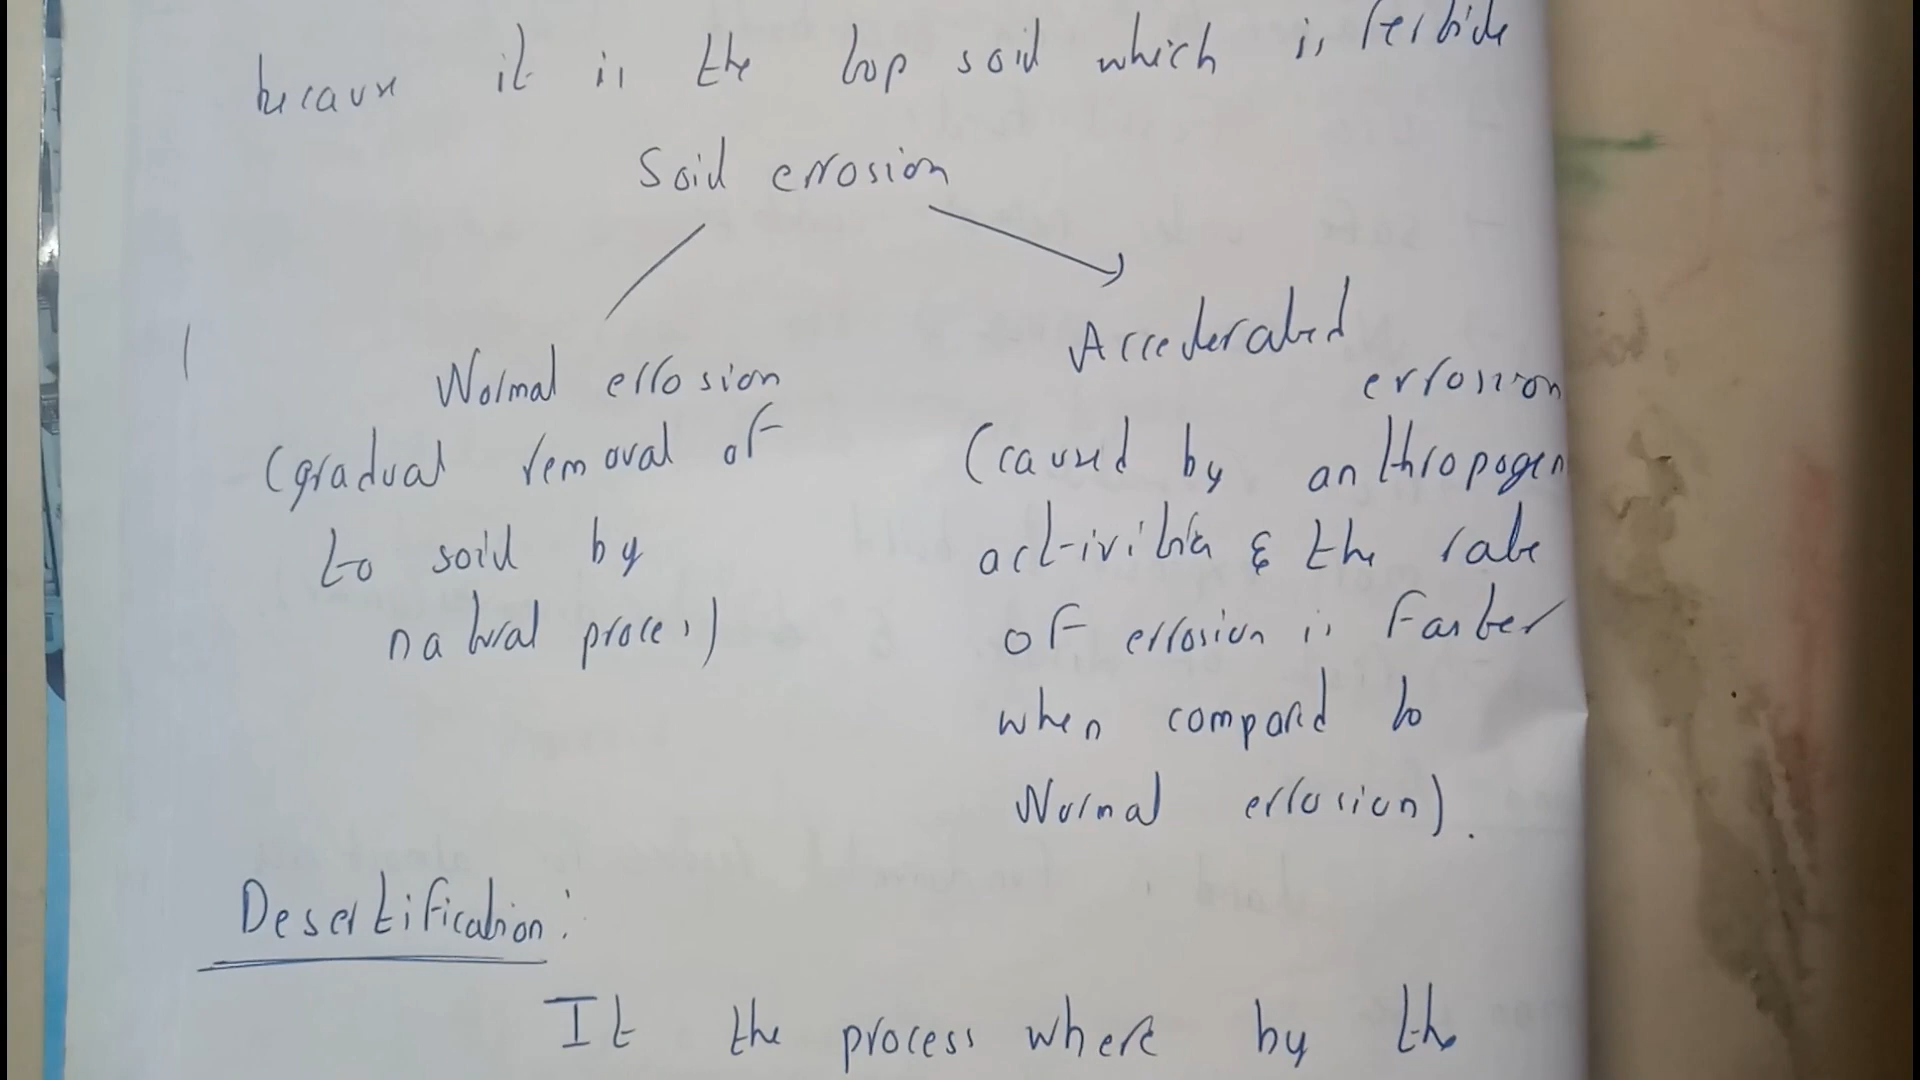 because it is the top soil which is fertile
Soil errosion
Normal errosion
(gradual removal of
to soil by
natural process)
Accelerated
errosion
(caused by anthropogen
activities & the rate
of errosion is faster
when compared to
Normal errosion).
Desertification:
It the process where by the